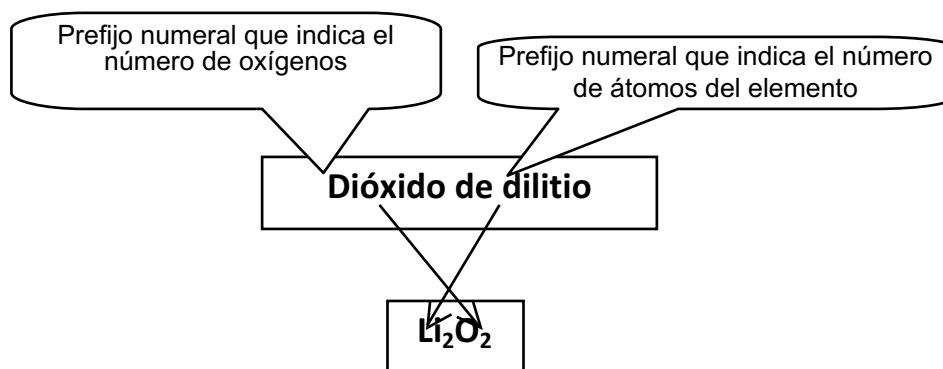 Prefijo numeral que indica el
número de oxígenos
Prefijo numeral que indica el número
de átomos del elemento
Dióxido de dilitio
Li₂O₂